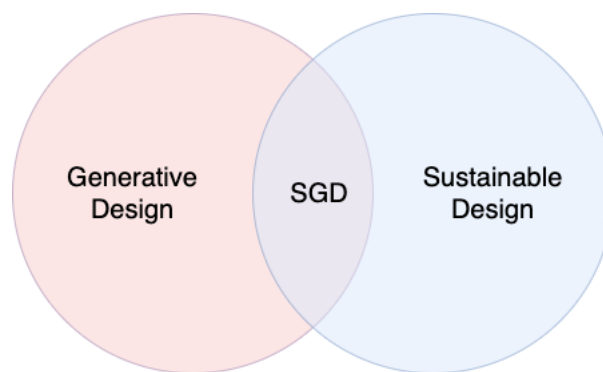 Generative
Design
SGD
Sustainable
Design